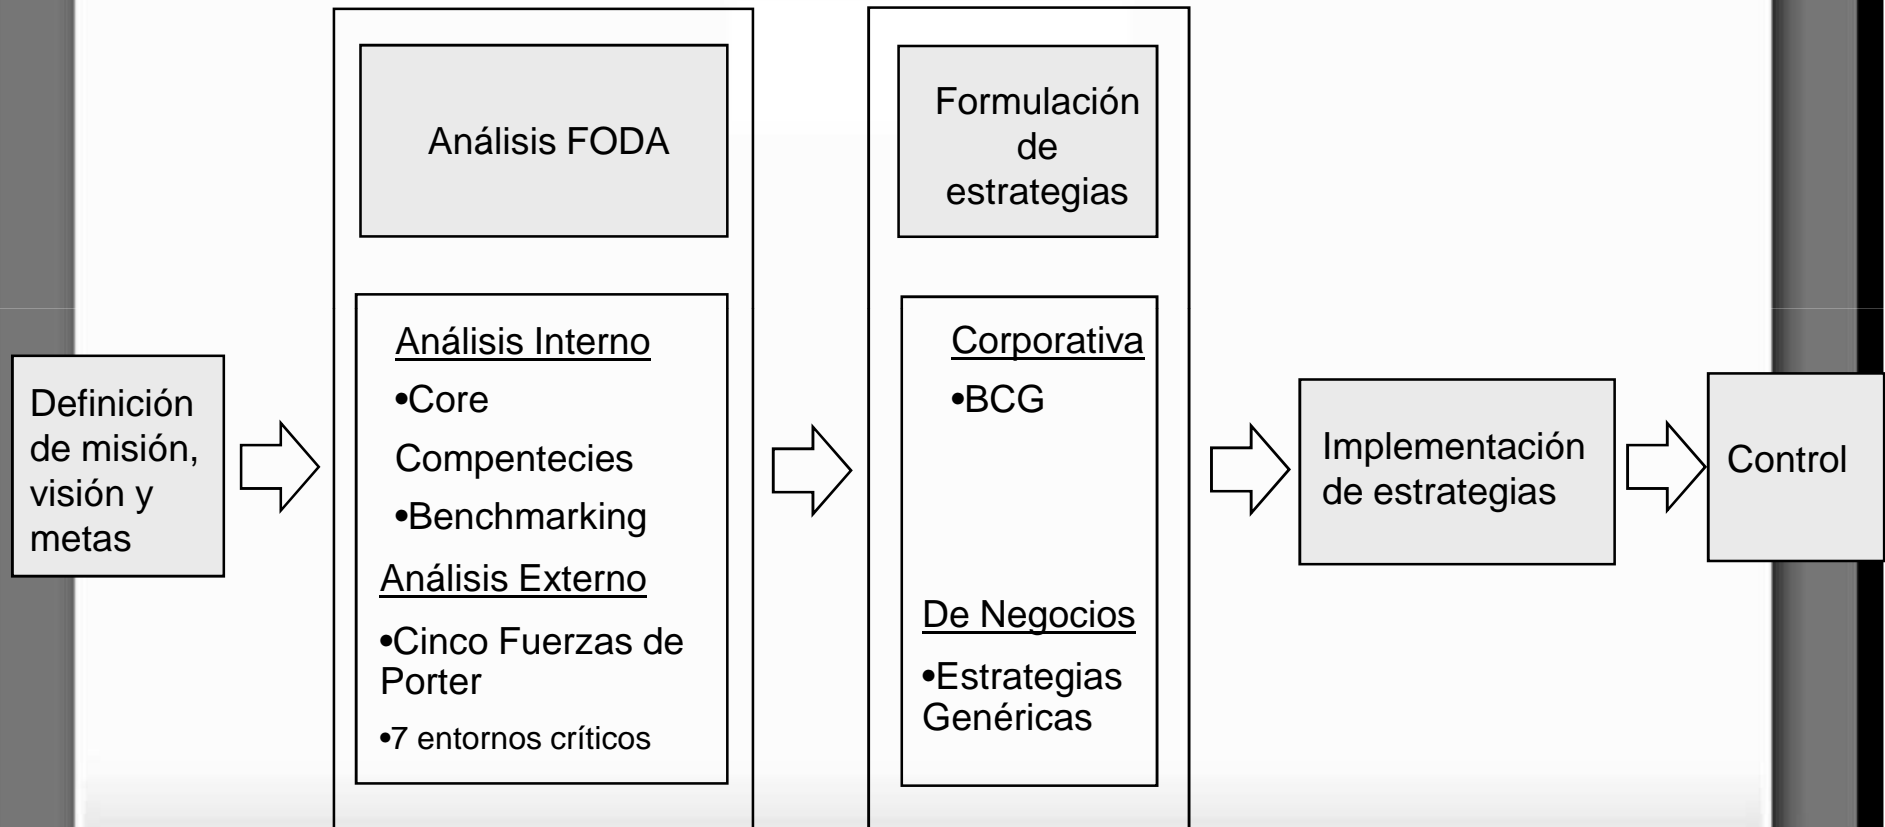 Definición
de misión,
visión y
metas
Análisis FODA
Análisis Interno
•Core
Compentecies
•Benchmarking
Análisis Externo
•Cinco Fuerzas de
Porter
•7 entornos críticos
Formulación
de
estrategias
Corporativa
•BCG
De Negocios
•Estrategias
Genéricas
Implementación
de estrategias
Control